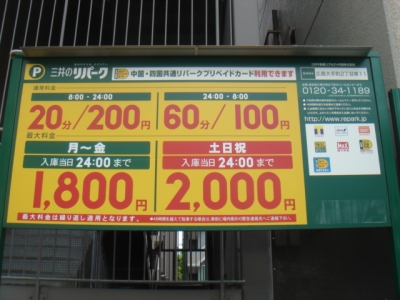 P 三井のリパーク 中国・四国共通リパークプリペイドカード利用できます
通常料金
8:00-24:00 24:00-8:00
20分/200円 60分/100円
最大料金
月〜金 土日祝
入庫当日24:00まで 入庫当日24:00まで
1,800円 2,000円
最大料金は繰り返し適用となります。
0120-34-1189
http://www.repark.jp